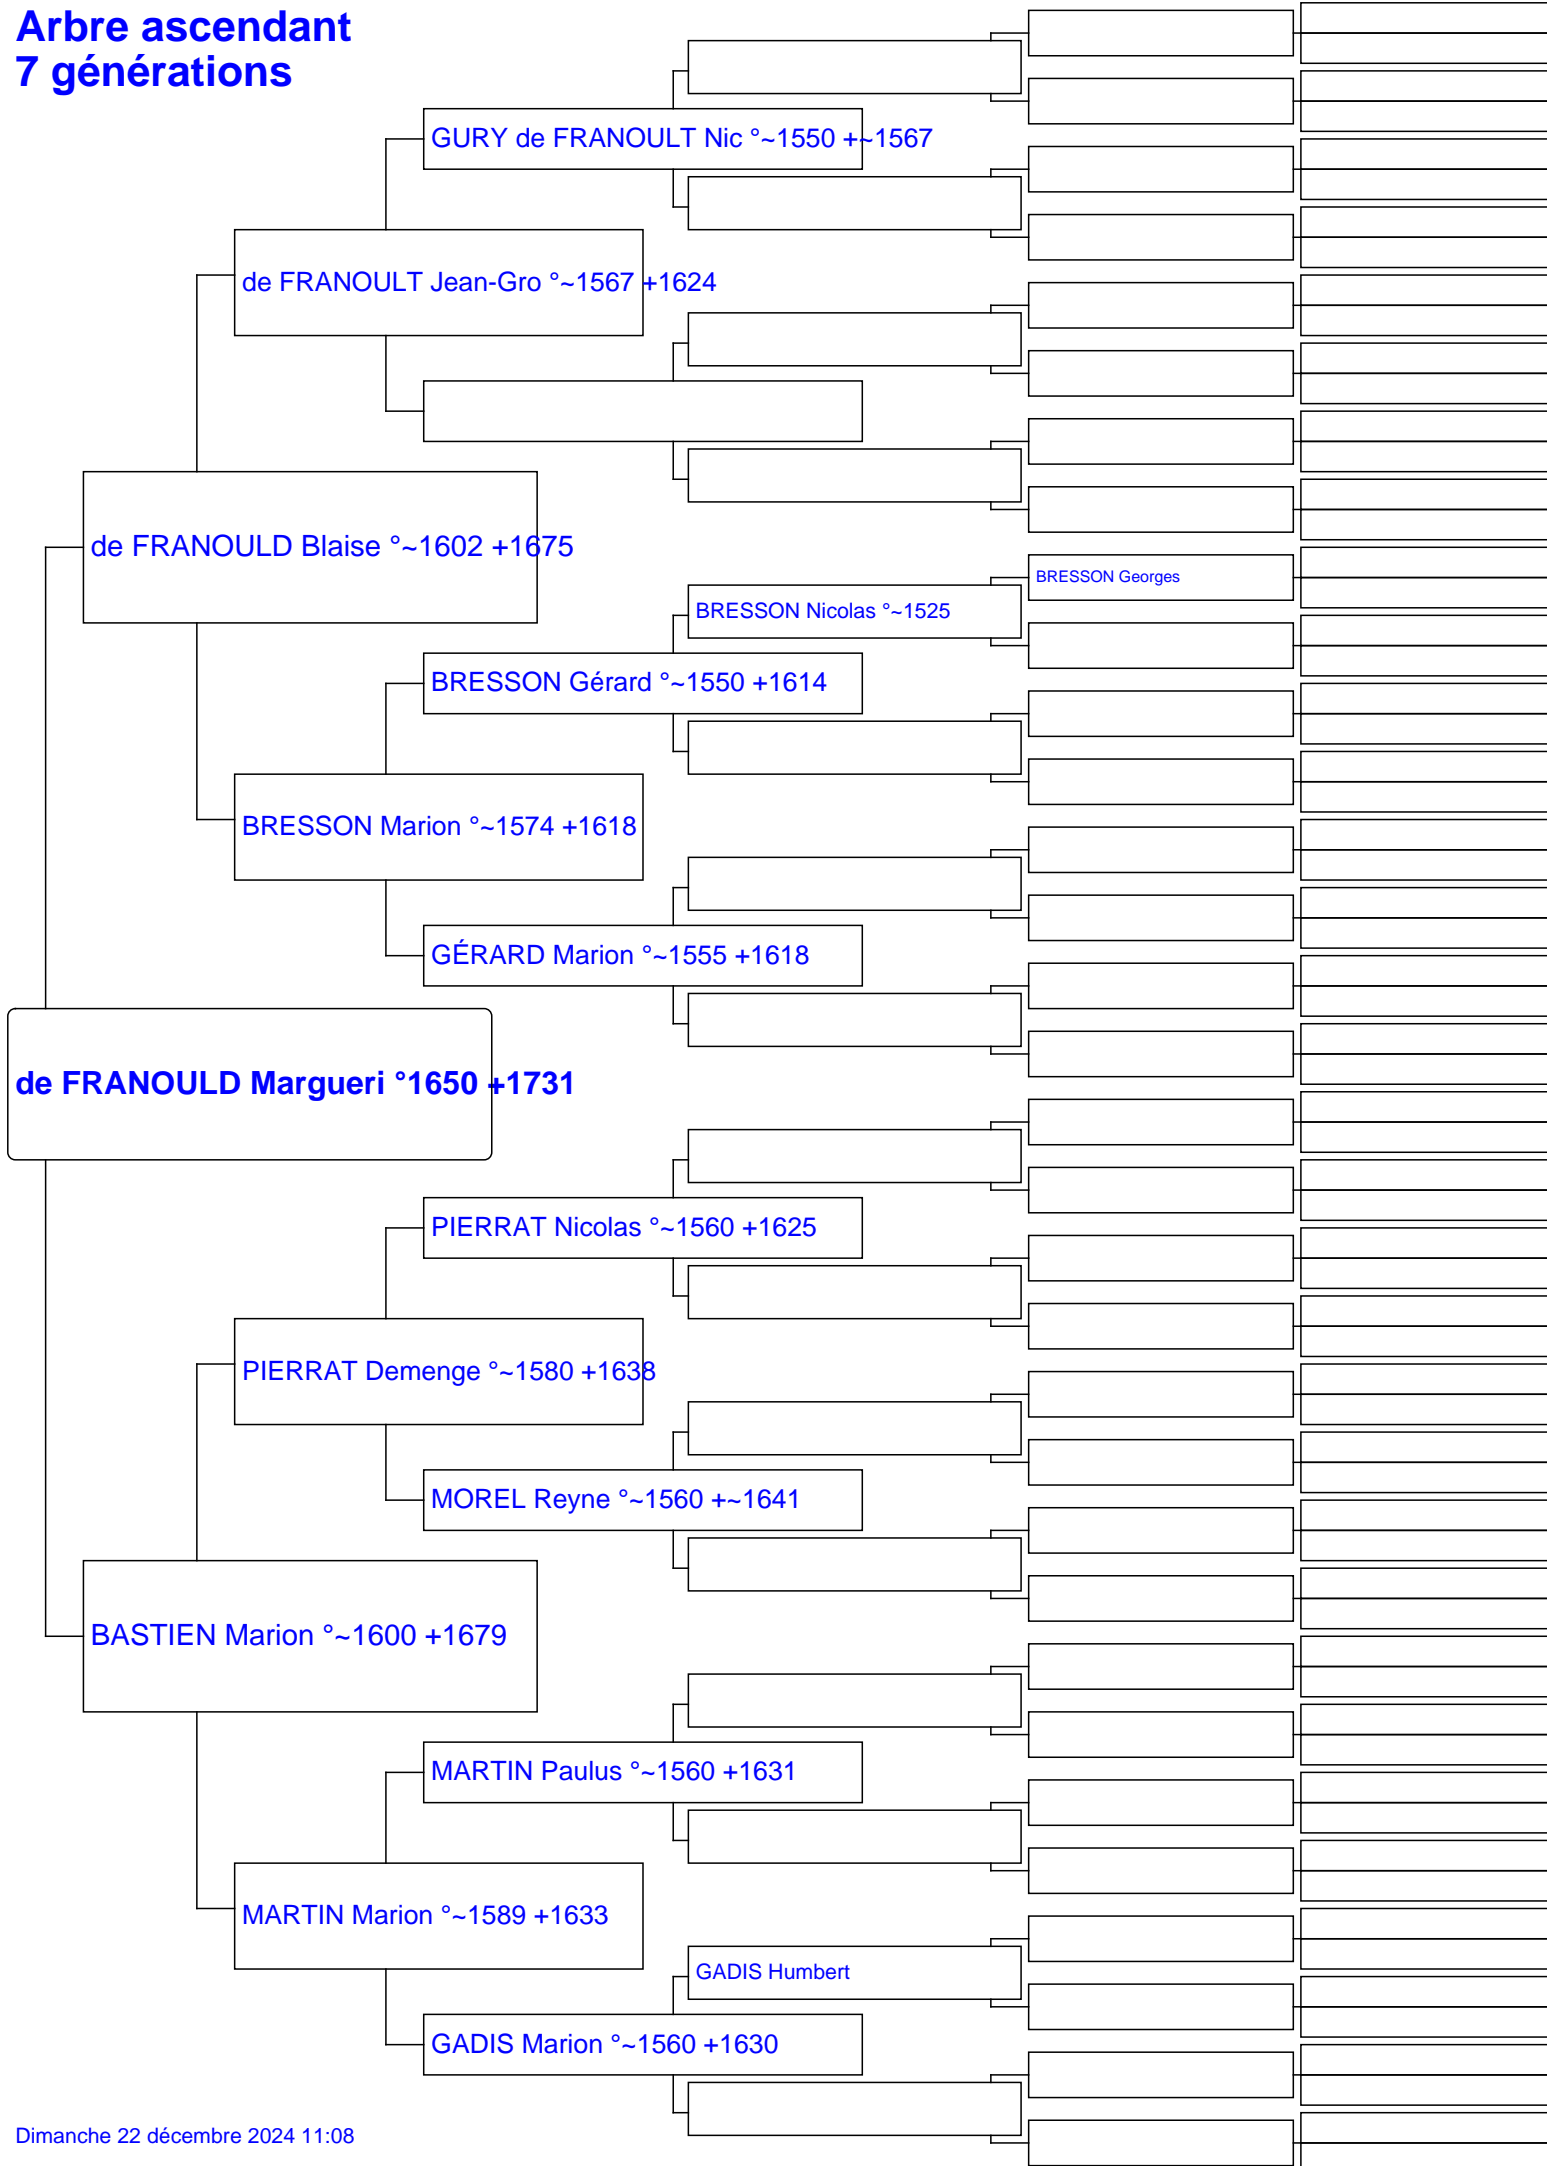 Arbre ascendant
7 générations
GURY de FRANOULT Nic °~1550 +~1567
de FRANOULT Jean-Gro °~1567 +1624
de FRANOULD Blaise °~1602 +1675
BRESSON Georges
BRESSON Nicolas °~1525
BRESSON Gérard °~1550 +1614
BRESSON Marion °~1574 +1618
GÉRARD Marion °~1555 +1618
de FRANOULD Margueri °1650 +1731
PIERRAT Nicolas °~1560 +1625
PIERRAT Demenge °~1580 +1638
MOREL Reyne °~1560 +~1641
BASTIEN Marion °~1600 +1679
MARTIN Paulus °~1560 +1631
MARTIN Marion °~1589 +1633
GADIS Humbert
GADIS Marion °~1560 +1630
Dimanche 22 décembre 2024 11:08